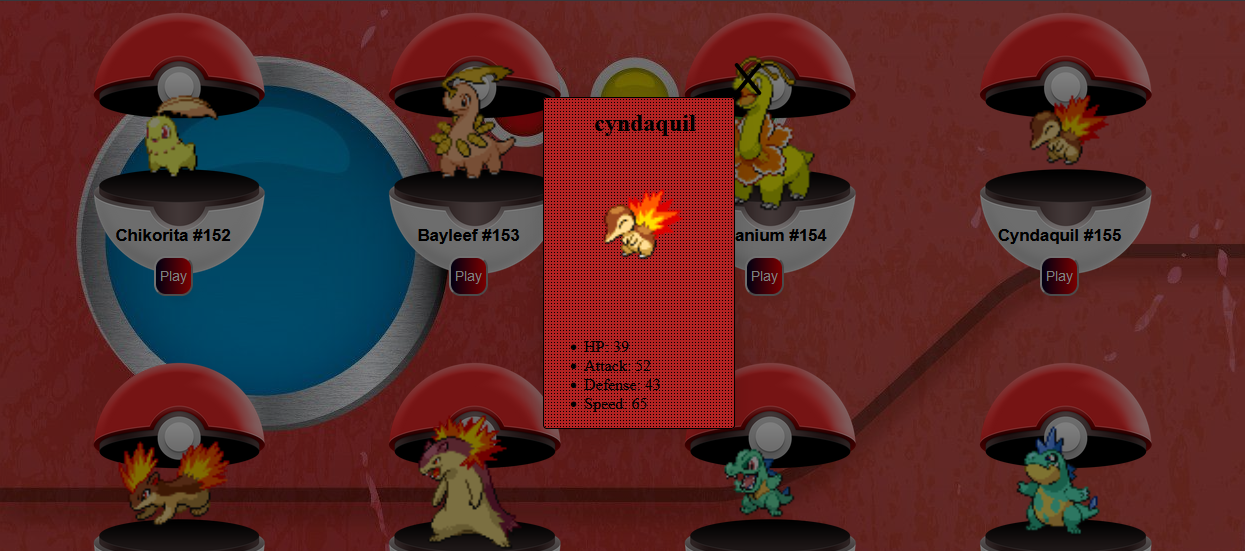 cyndaquil
Chikorita #152
Bayleef #153
anium #154
Cyndaquil #155
Play
Play
Play
Play
HP: 39
Attack: 52
Defense: 43
Speed: 65